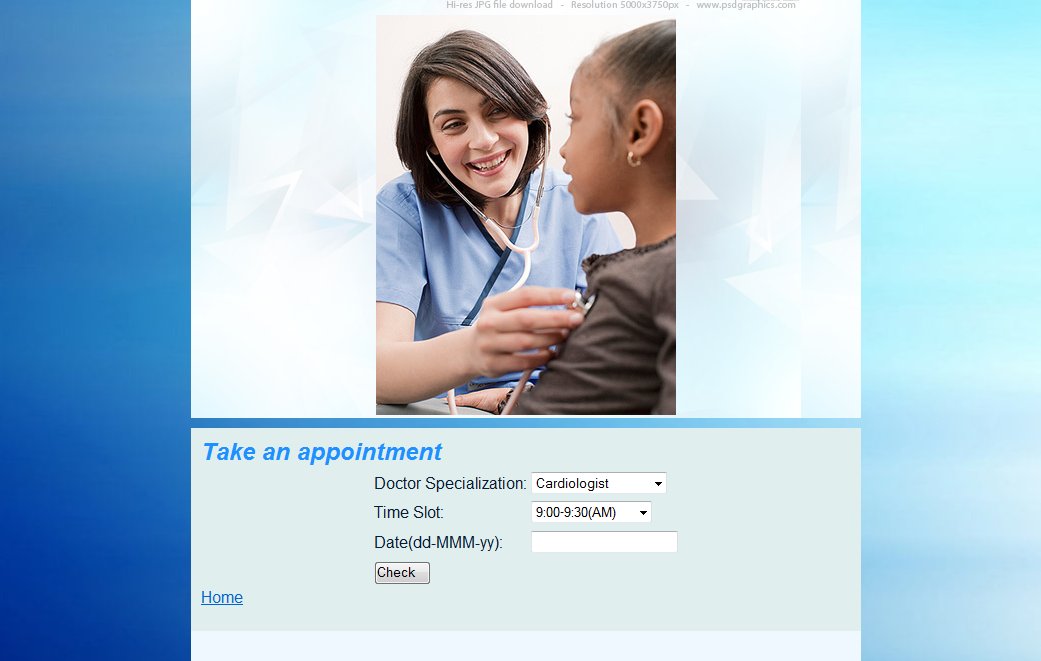 Hi-res JPG file download - Resolution 5000x3750px - www.psdgraphics.com
Take an appointment
Doctor Specialization: Cardiologist
Time Slot: 9:00-9:30(AM)
Date(dd-MMM-yy):
Check
Home